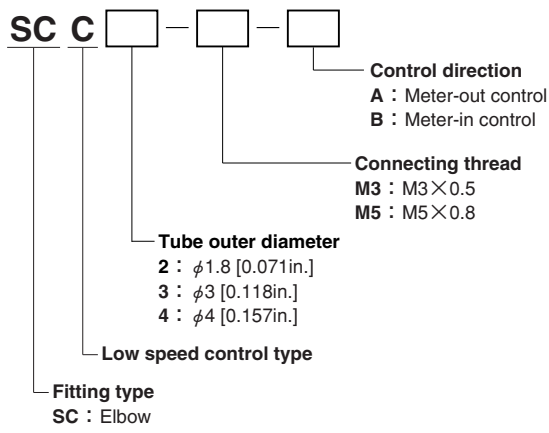 SC C □ － □ － □
Control direction
A：Meter-out control
B：Meter-in control
Connecting thread
M3：M3×0.5
M5：M5×0.8
Tube outer diameter
2：φ1.8 [0.071in.]
3：φ3 [0.118in.]
4：φ4 [0.157in.]
Low speed control type
Fitting type
SC：Elbow